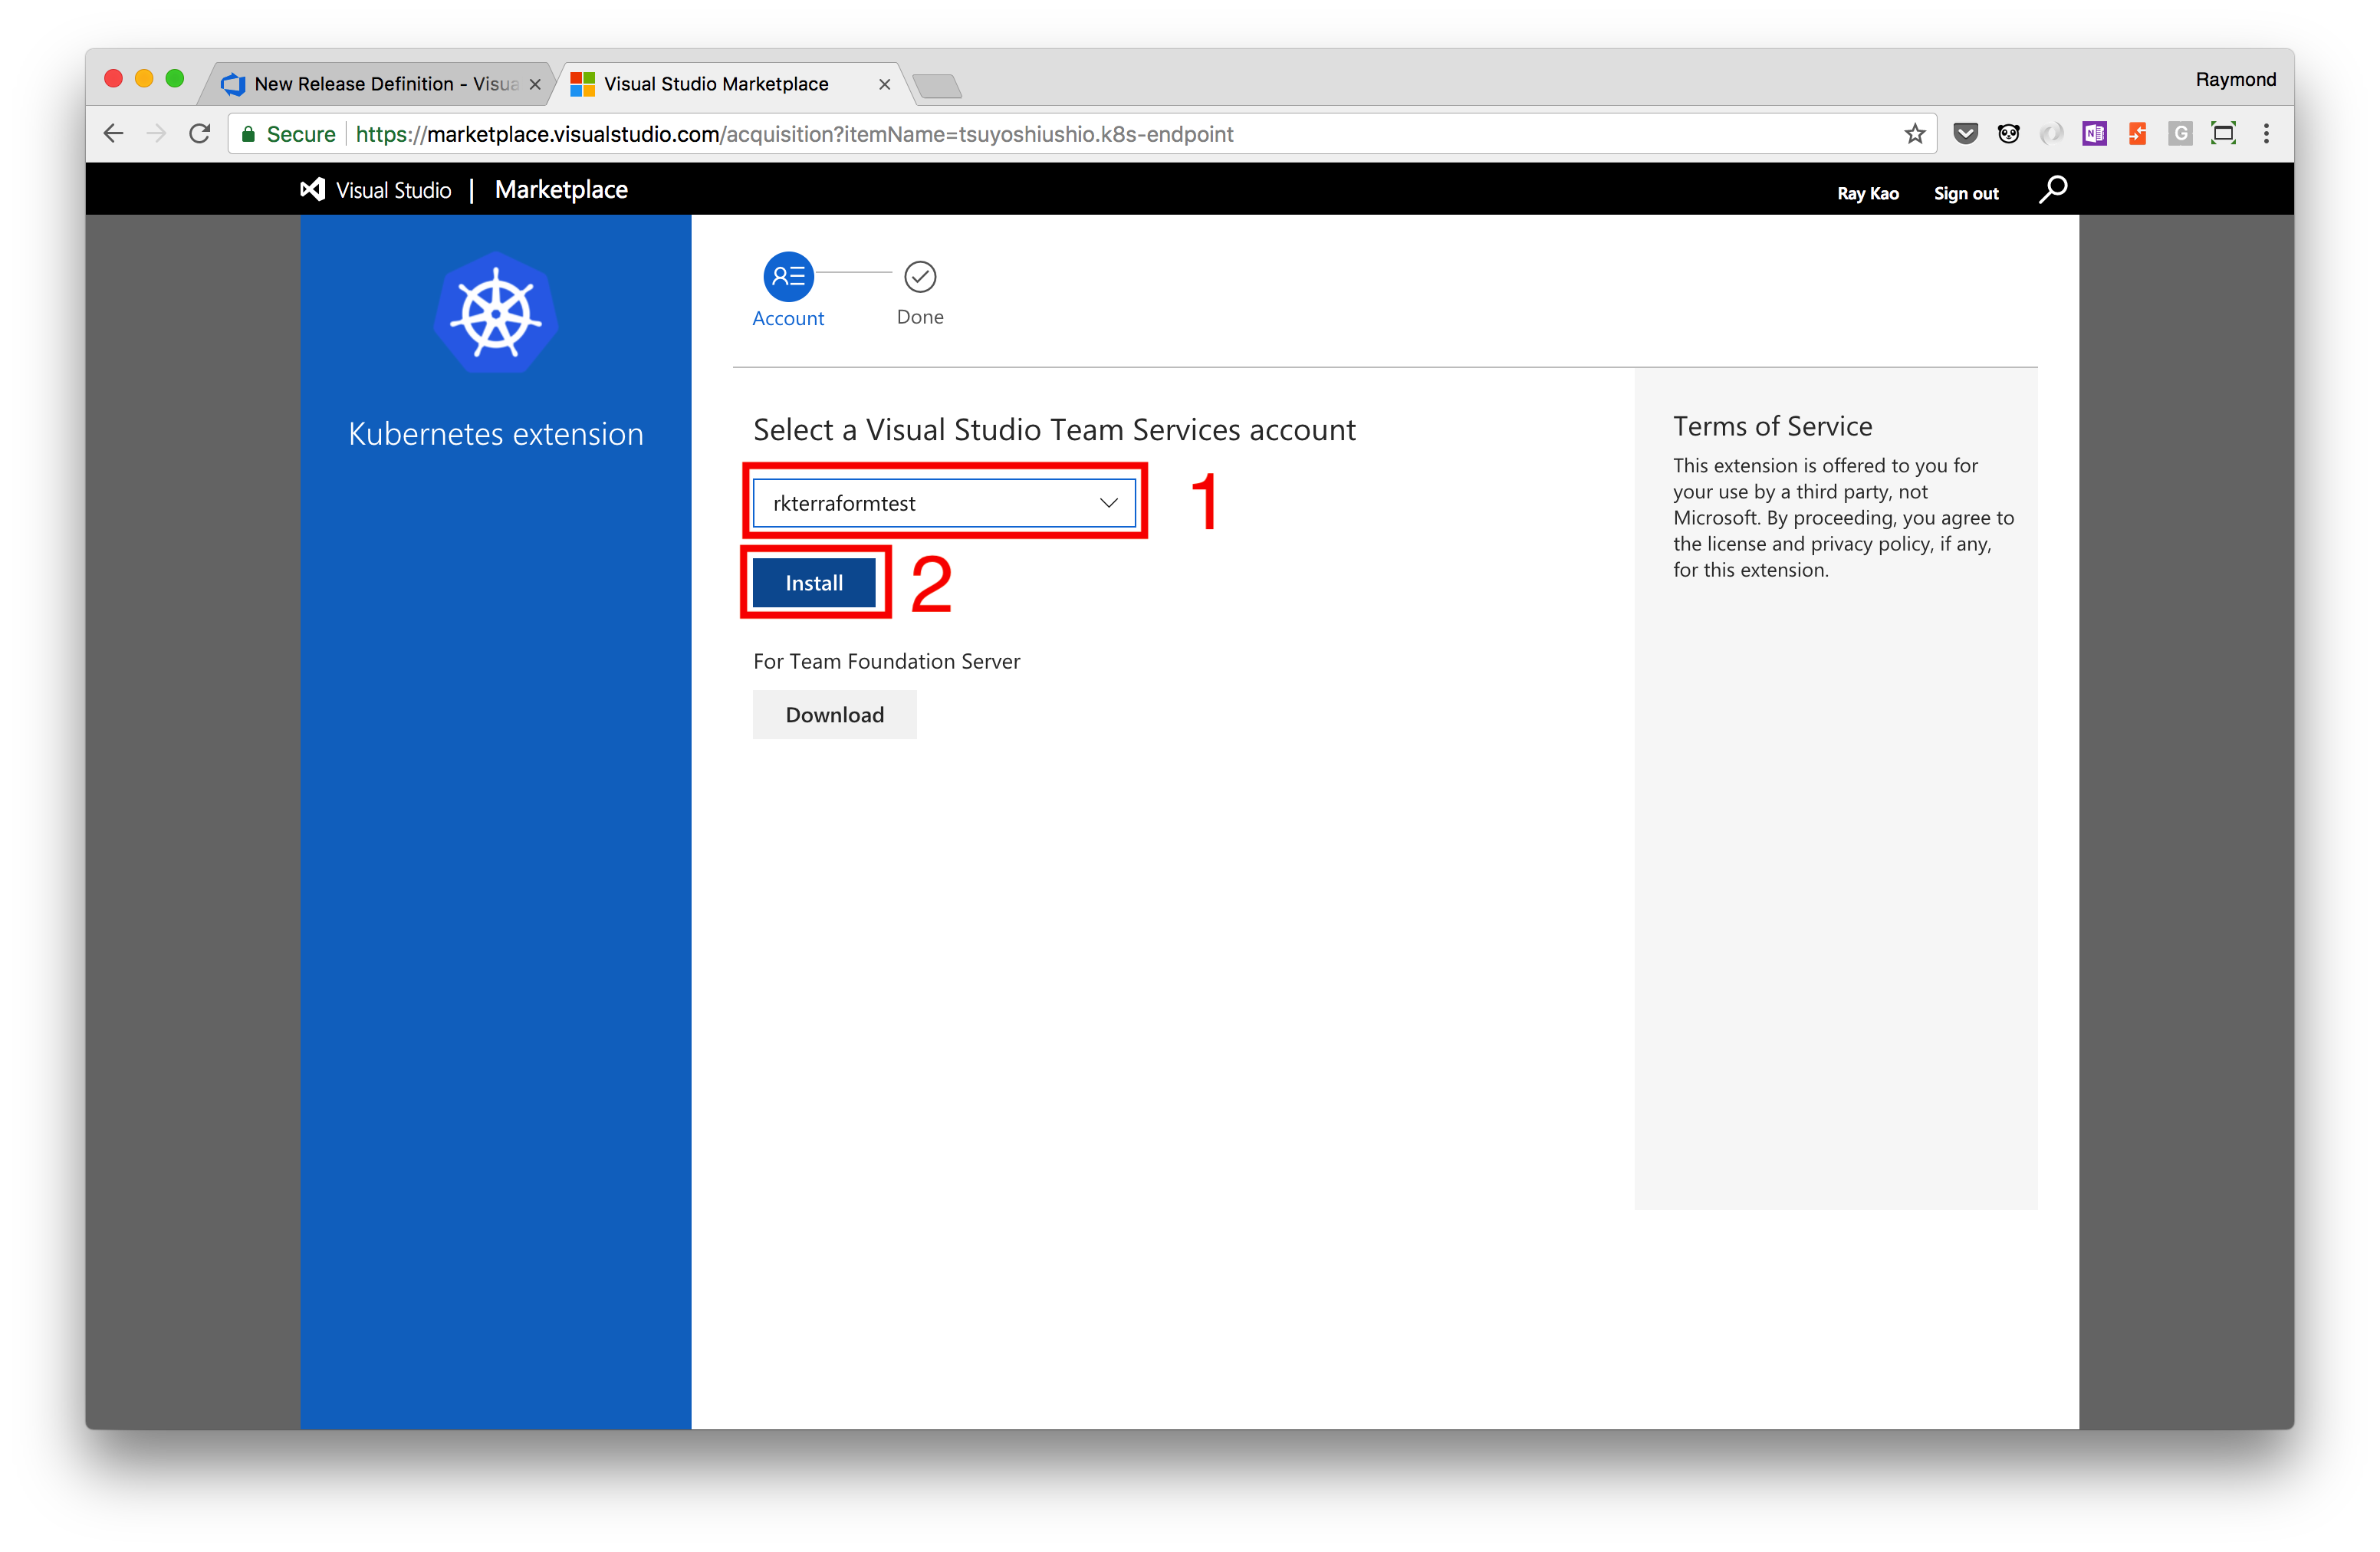 New Release Definition - Visua
Visual Studio Marketplace
Raymond
Secure
https://marketplace.visualstudio.com/acquisition?itemName=tsuyoshiushio.k8s-endpoint
Visual Studio | Marketplace
Ray Kao
Sign out
Kubernetes extension
Account
Done
Select a Visual Studio Team Services account
rkterraformtest
1
Install
2
For Team Foundation Server
Download
Terms of Service
This extension is offered to you for
your use by a third party, not
Microsoft. By proceeding, you agree to
the license and privacy policy, if any,
for this extension.